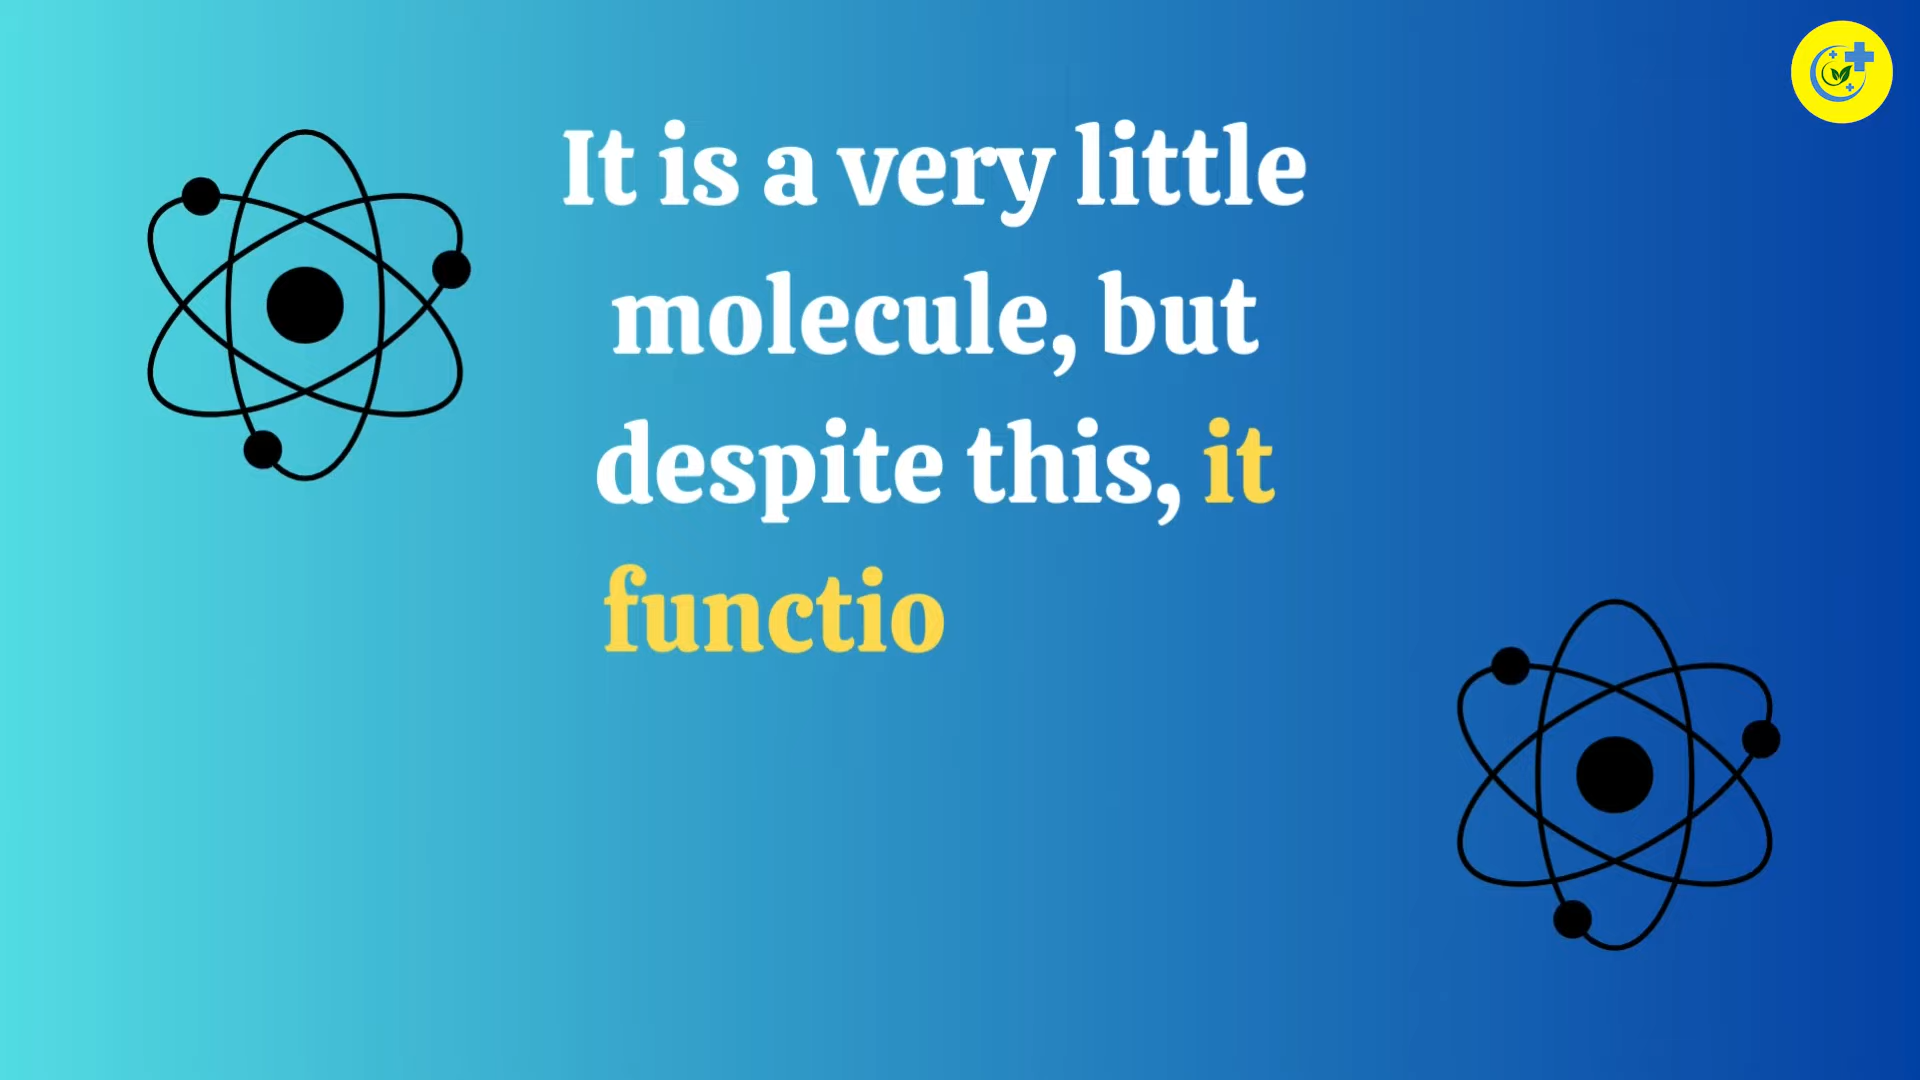 It is a very little
molecule, but
despite this, it
functio